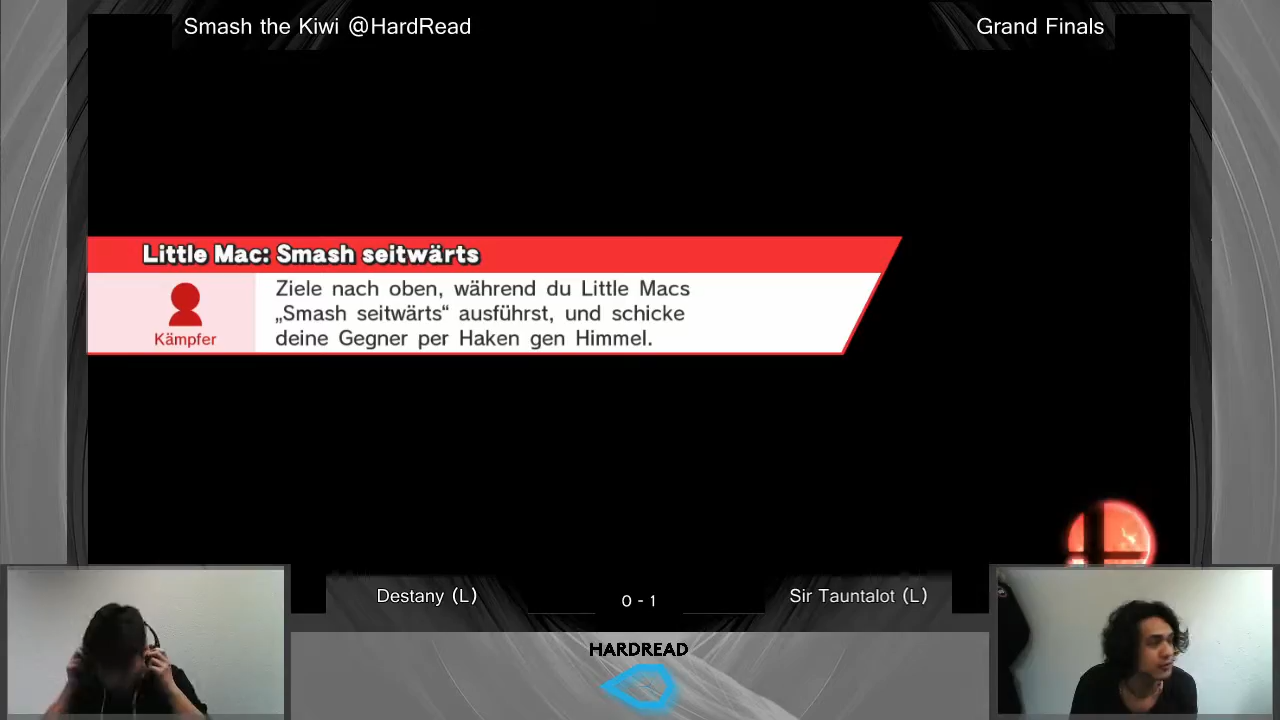 Smash the Kiwi @HardRead
Grand Finals
Little Mac: Smash seitwärts
Kämpfer
Ziele nach oben, während du Little Macs
„Smash seitwärts“ ausführst, und schicke
deine Gegner per Haken gen Himmel.
Destany (L)
0 - 1
Sir Tauntalot (L)
HARDREAD